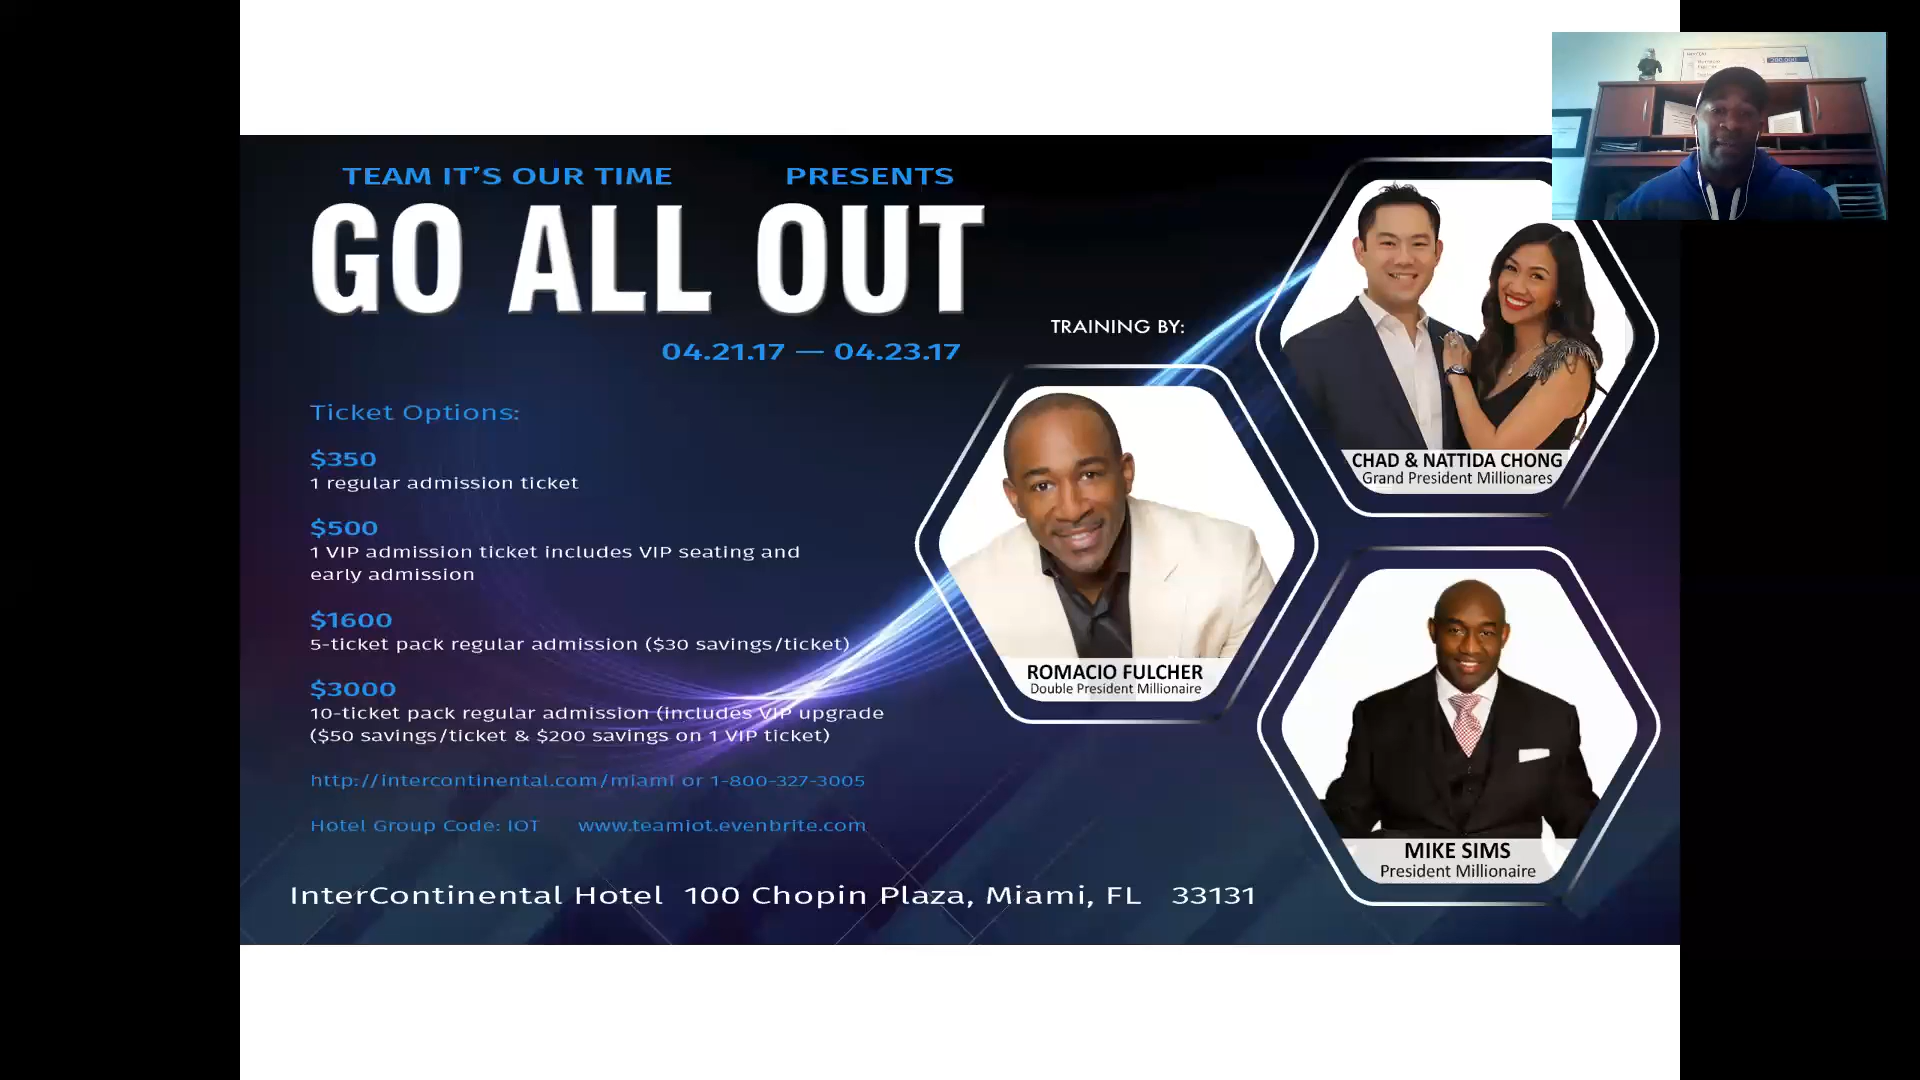 TEAM IT'S OUR TIME PRESENTS
GO ALL OUT
04.21.17 — 04.23.17
TRAINING BY:
Ticket Options:
$350
1 regular admission ticket
$500
1 VIP admission ticket includes VIP seating and
early admission
$1600
5-ticket pack regular admission ($30 savings/ticket)
$3000
10-ticket pack regular admission (includes VIP upgrade
($50 savings/ticket & $200 savings on 1 VIP ticket)
http://intercontinental.com/miami or 1-800-327-3005
Hotel Group Code: IOT www.teamiot.evenbrite.com
InterContinental Hotel 100 Chopin Plaza, Miami, FL 33131
CHAD & NATTIDA CHONG
Grand President Millionares
ROMACIO FULCHER
Double President Millionaire
MIKE SIMS
President Millionaire